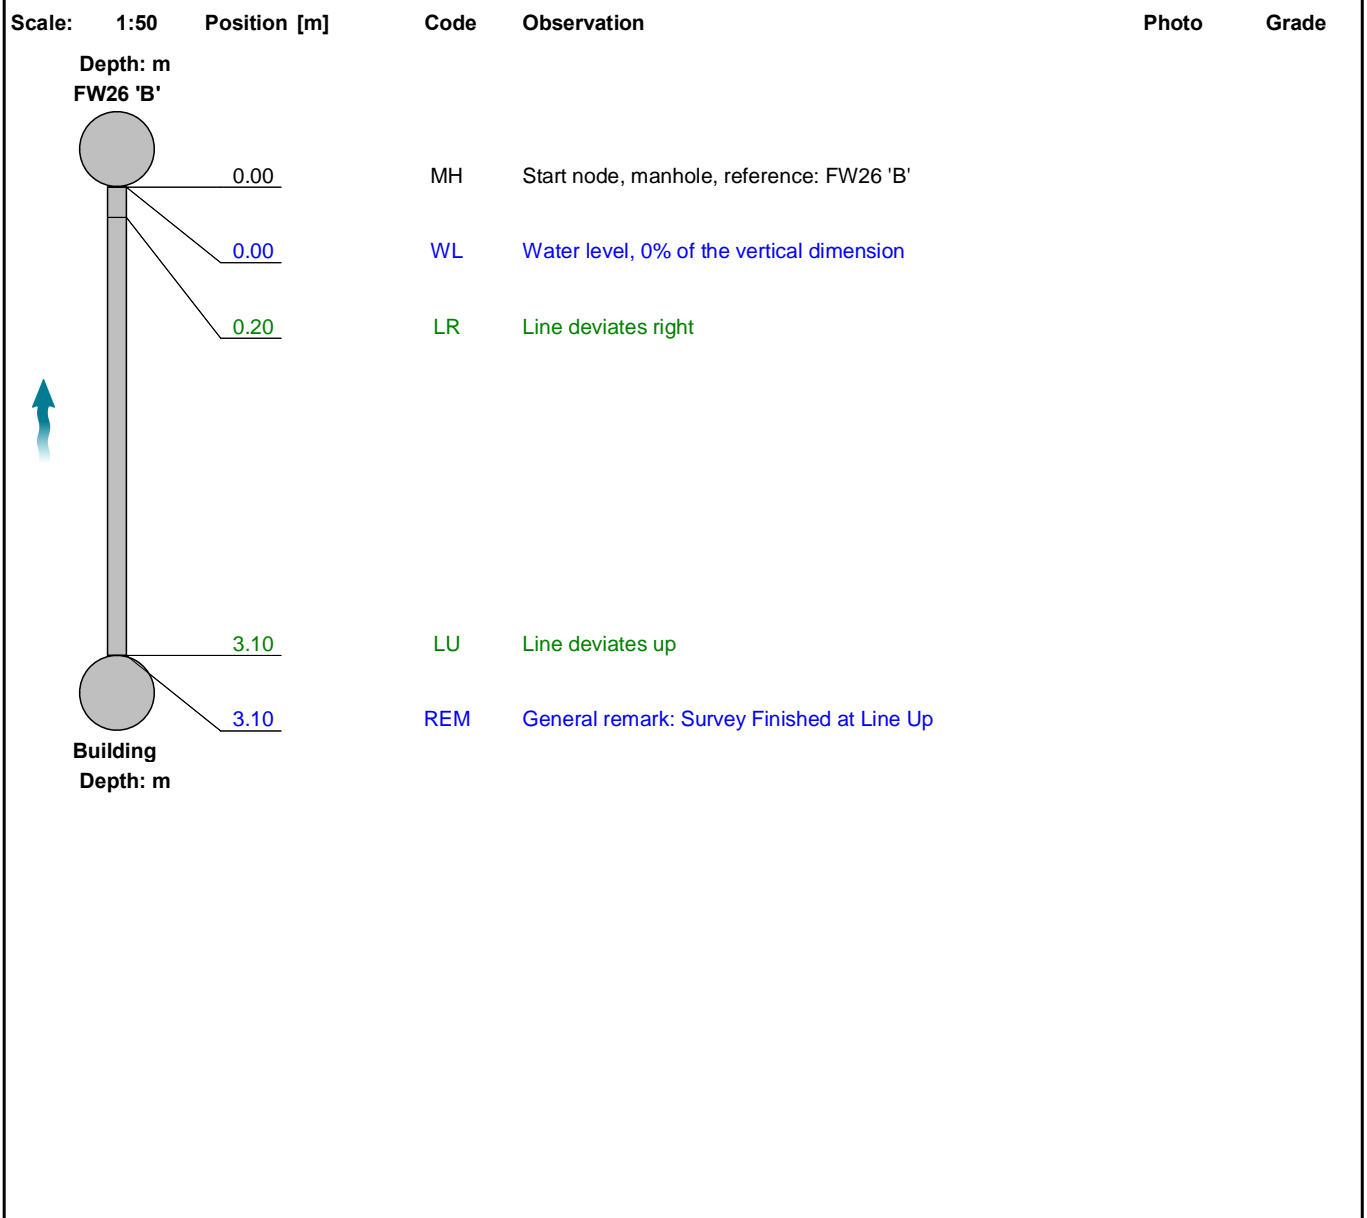 Scale: 1:50 Position [m] Code Observation Photo Grade
Depth: m
FW26 'B'
0.00 MH Start node, manhole, reference: FW26 'B'
0.00 WL Water level, 0% of the vertical dimension
0.20 LR Line deviates right
3.10 LU Line deviates up
3.10 REM General remark: Survey Finished at Line Up
Building
Depth: m